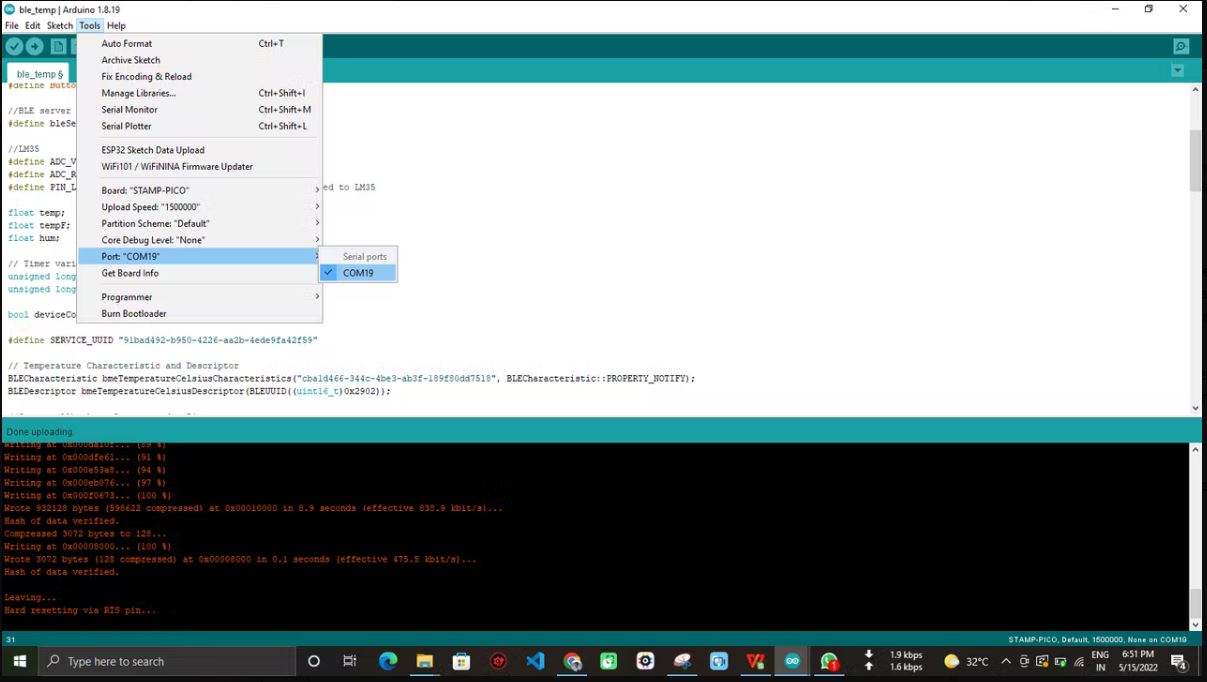 ble_temp | Arduino 1.8.19
File Edit Sketch Tools Help
Auto Format Ctrl+T
Archive Sketch
Fix Encoding & Reload
Manage Libraries... Ctrl+Shift+I
Serial Monitor Ctrl+Shift+M
Serial Plotter Ctrl+Shift+L
ESP32 Sketch Data Upload
WiFi101 / WiFiNINA Firmware Updater
Board: "STAMP-PICO"
Upload Speed: "1500000"
Partition Scheme: "Default"
Core Debug Level: "None"
Port: "COM19"
Get Board Info
Programmer
Burn Bootloader
Serial ports
COM19
ble_temp §
#define Butto
//BLE server
#define bleSe
//LM35
#define ADC_V
#define ADC_R
#define PIN_L ed to LM35
float temp;
float tempF;
float hum;
// Timer vari
unsigned long
unsigned long
bool deviceCo
#define SERVICE_UUID "91bad492-b950-4226-aa2b-4ede9fa42f59"
// Temperature Characteristic and Descriptor
BLECharacteristic bmeTemperatureCelsiusCharacteristics("cba1d466-344c-4be3-ab3f-189f80dd7518", BLECharacteristic::PROPERTY_NOTIFY);
BLEDescriptor bmeTemperatureCelsiusDescriptor(BLEUUID((uint16_t)0x2902));
Done uploading.
Writing at 0x000da10f... (89 %)
Writing at 0x000dfe61... (91 %)
Writing at 0x000e53a8... (94 %)
Writing at 0x000eb076... (97 %)
Writing at 0x000f0673... (100 %)
Wrote 932128 bytes (598622 compressed) at 0x00010000 in 8.9 seconds (effective 838.9 kbit/s)...
Hash of data verified.
Compressed 3072 bytes to 128...
Writing at 0x00008000... (100 %)
Wrote 3072 bytes (128 compressed) at 0x00008000 in 0.1 seconds (effective 475.5 kbit/s)...
Hash of data verified.
Leaving...
Hard resetting via RTS pin...
31 STAMP-PICO, Default, 1500000, None on COM19
Type here to search
1.9 kbps
1.6 kbps
32°C
ENG
IN
6:51 PM
5/15/2022
4